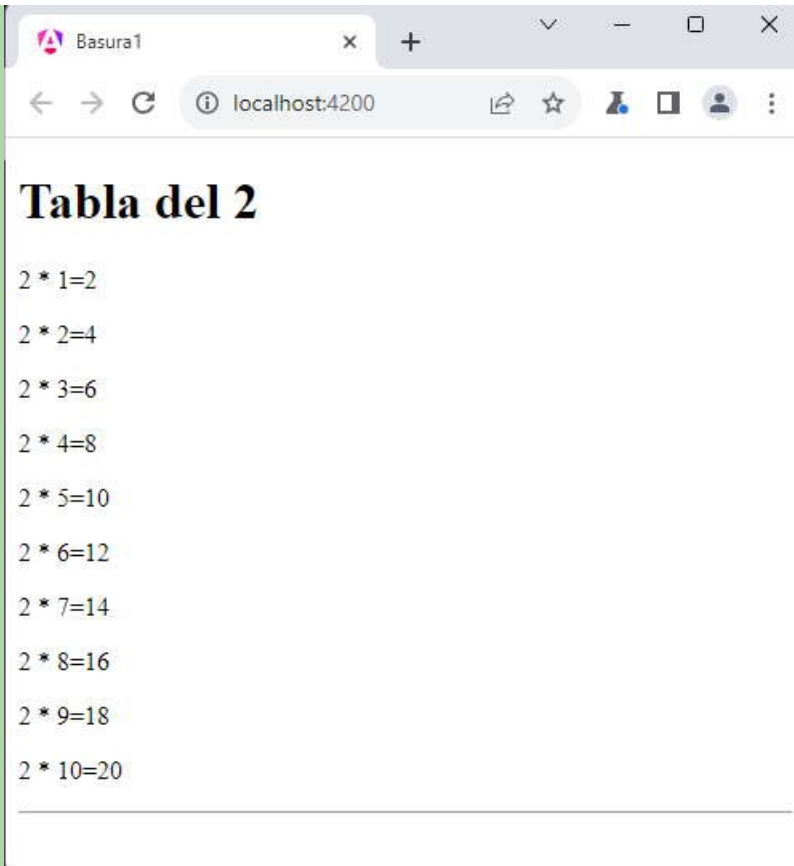 Basura1
localhost:4200
Tabla del 2
2 * 1=2
2 * 2=4
2 * 3=6
2 * 4=8
2 * 5=10
2 * 6=12
2 * 7=14
2 * 8=16
2 * 9=18
2 * 10=20